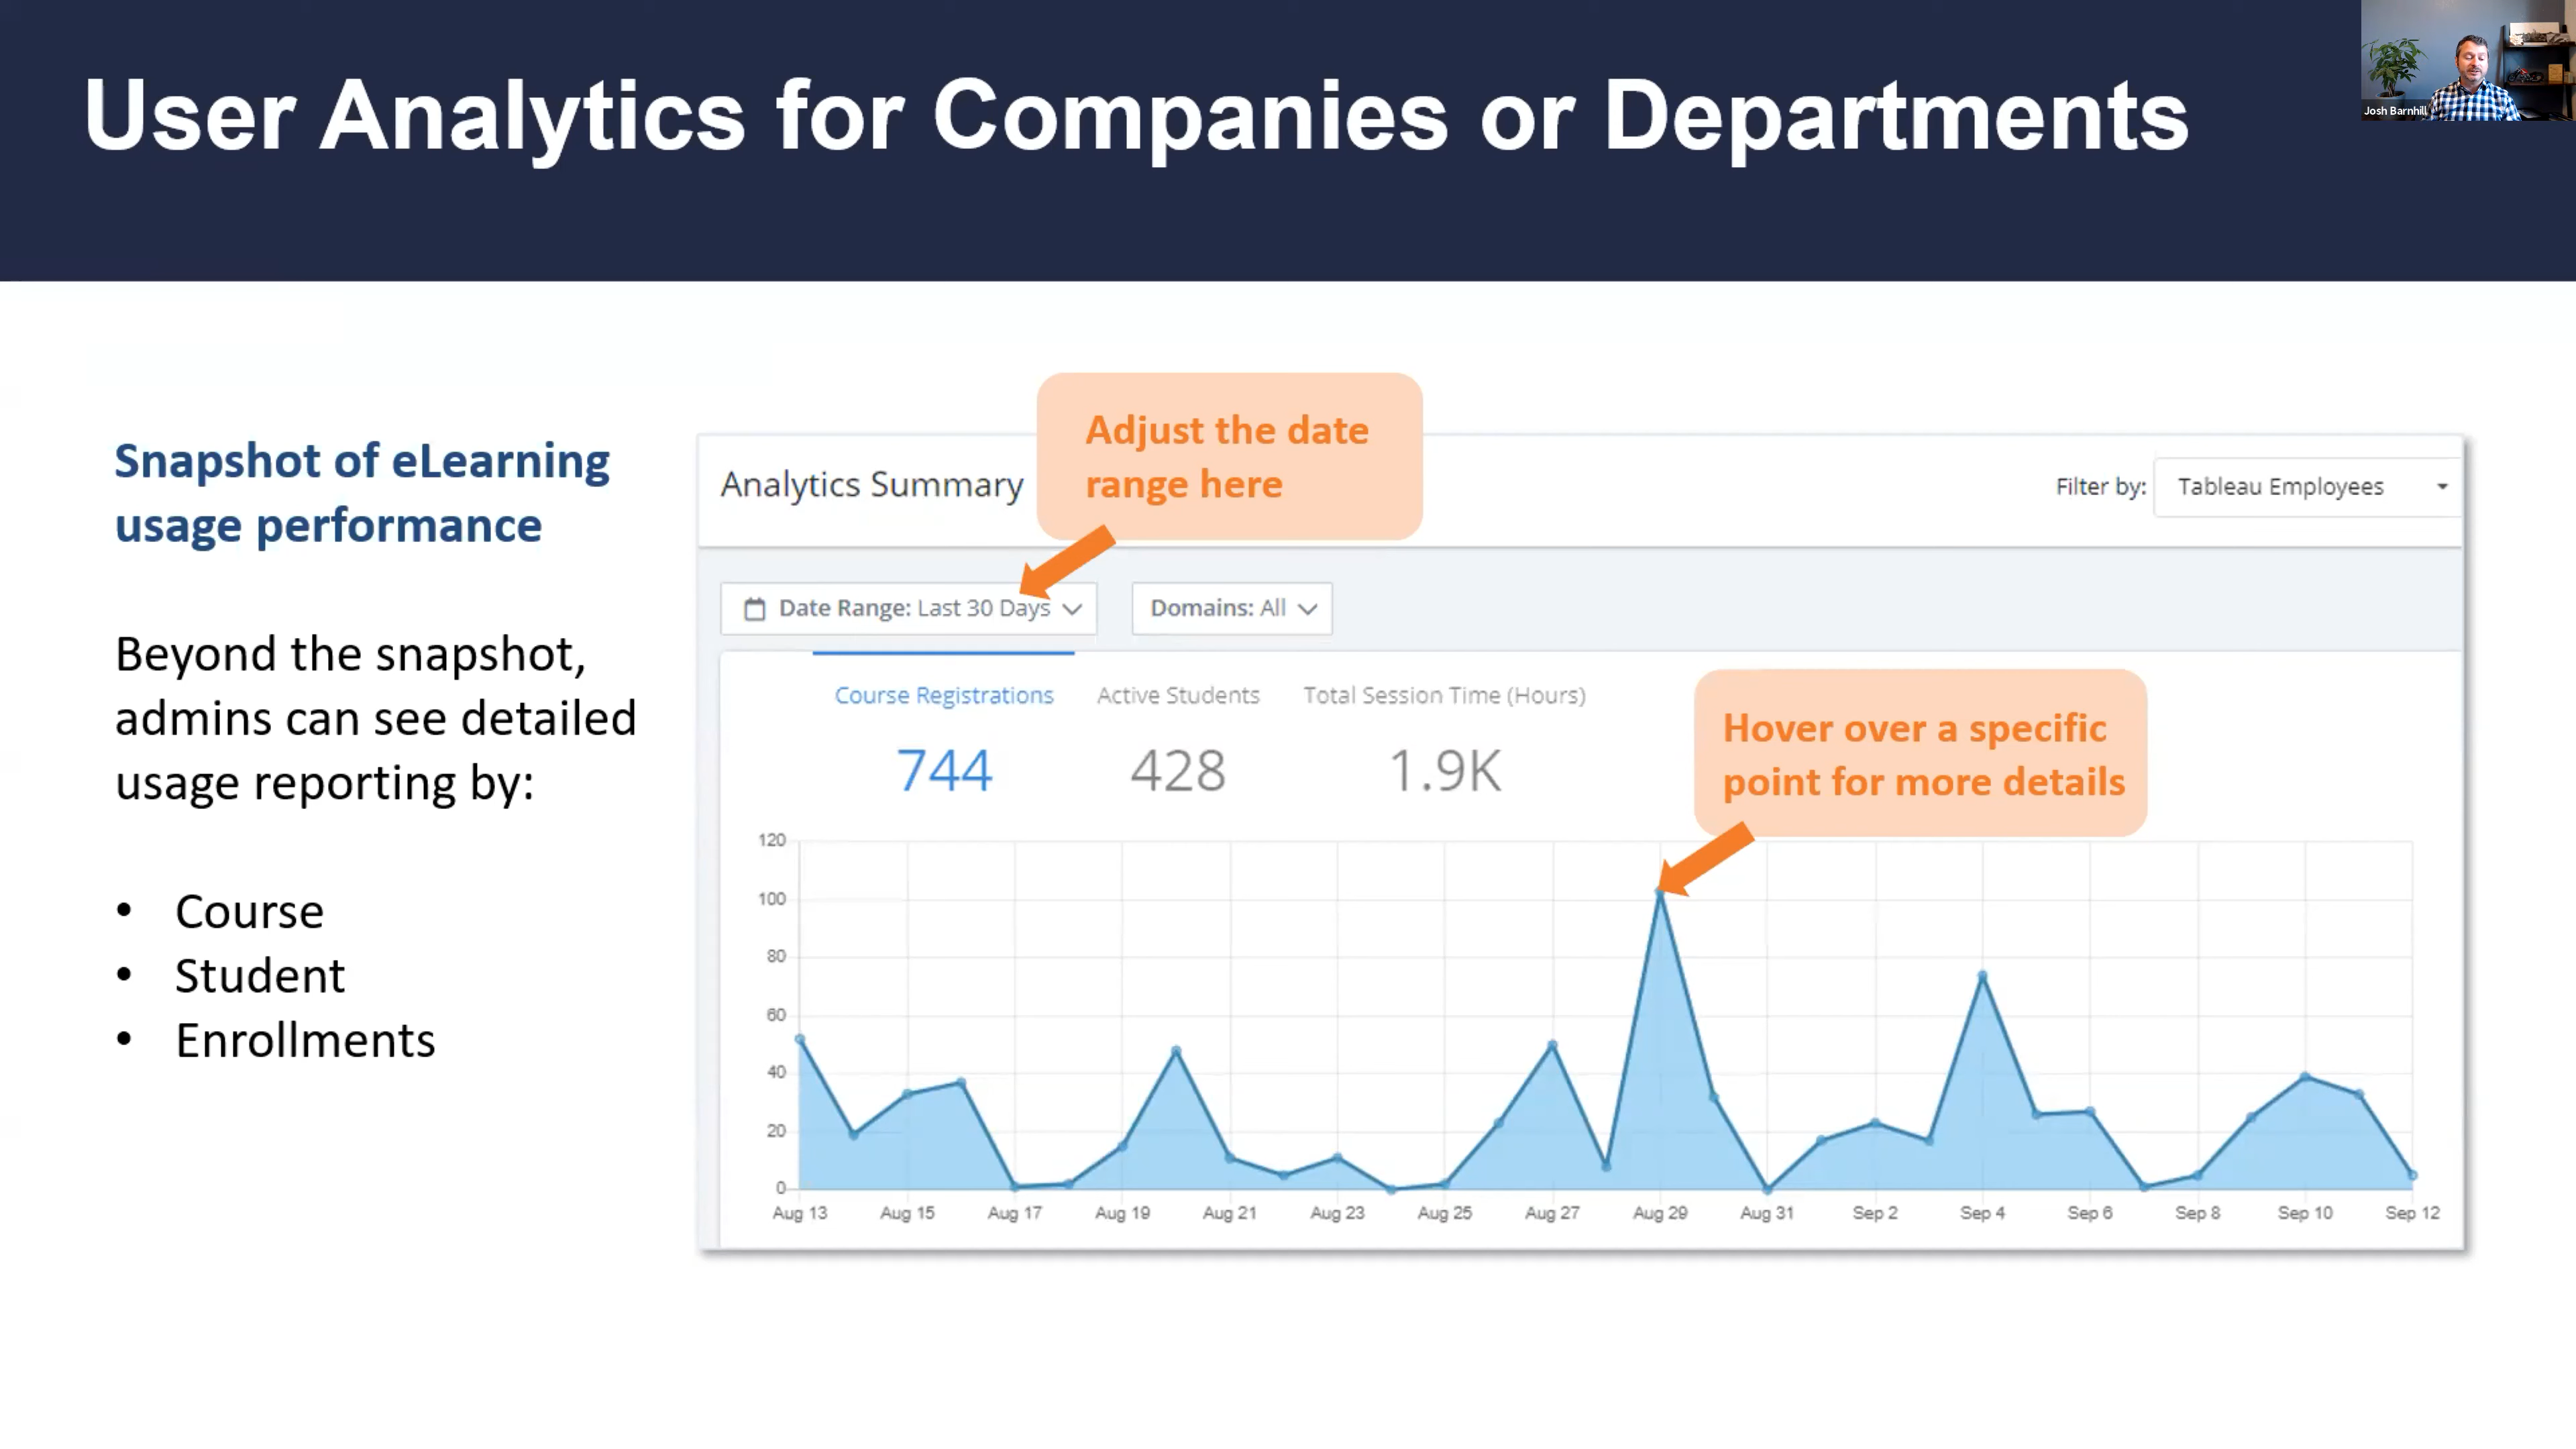 User Analytics for Companies or Departments
Josh Barnhill
Snapshot of eLearning
usage performance
Beyond the snapshot,
admins can see detailed
usage reporting by:
• Course
• Student
• Enrollments
Adjust the date
range here
Analytics Summary
Filter by: Tableau Employees
Date Range: Last 30 Days
Domains: All
Course Registrations Active Students Total Session Time (Hours)
744 428 1.9K
Hover over a specific
point for more details
120
100
80
60
40
20
0
Aug 13 Aug 15 Aug 17 Aug 19 Aug 21 Aug 23 Aug 25 Aug 27 Aug 29 Aug 31 Sep 2 Sep 4 Sep 6 Sep 8 Sep 10 Sep 12